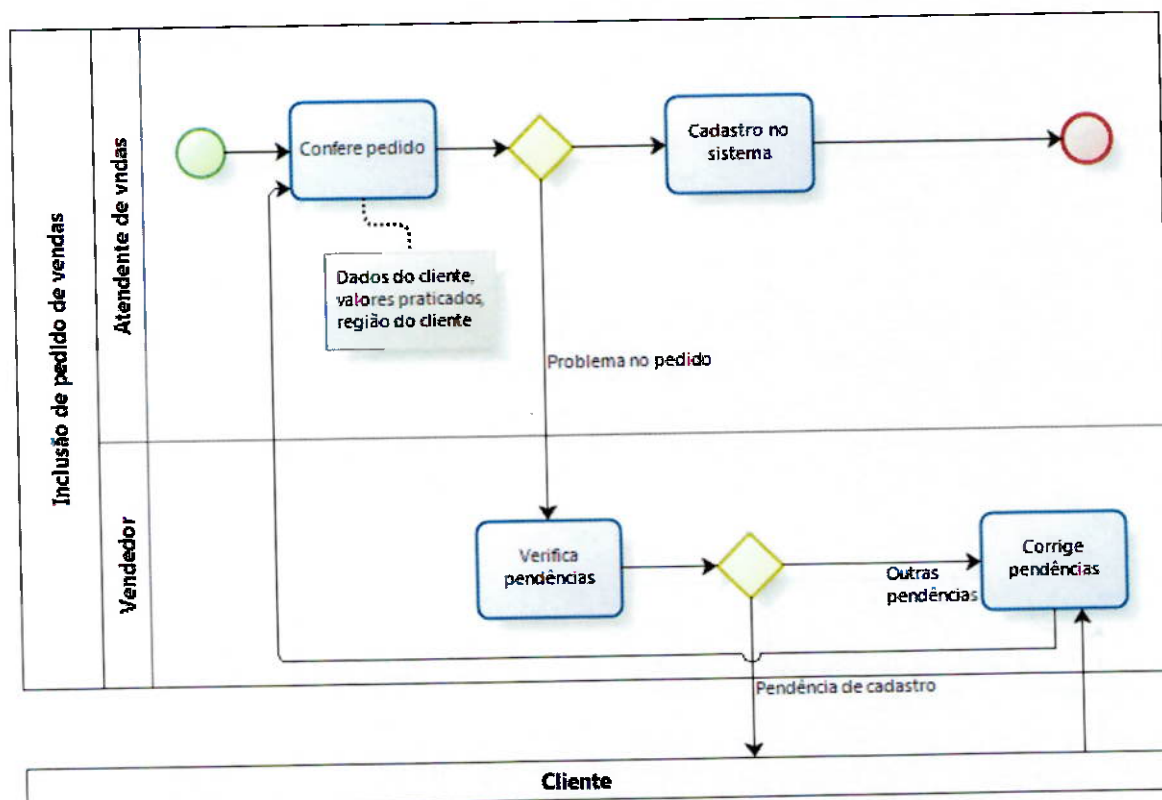 Inclusão de pedido de vendas
Atendente de vndas
Confere pedido
Cadastro no
sistema
Dados do cliente,
valores praticados,
região do cliente
Problema no pedido
Vendedor
Verifica
pendências
Outras
pendências
Corrige
pendências
Pendência de cadastro
Cliente